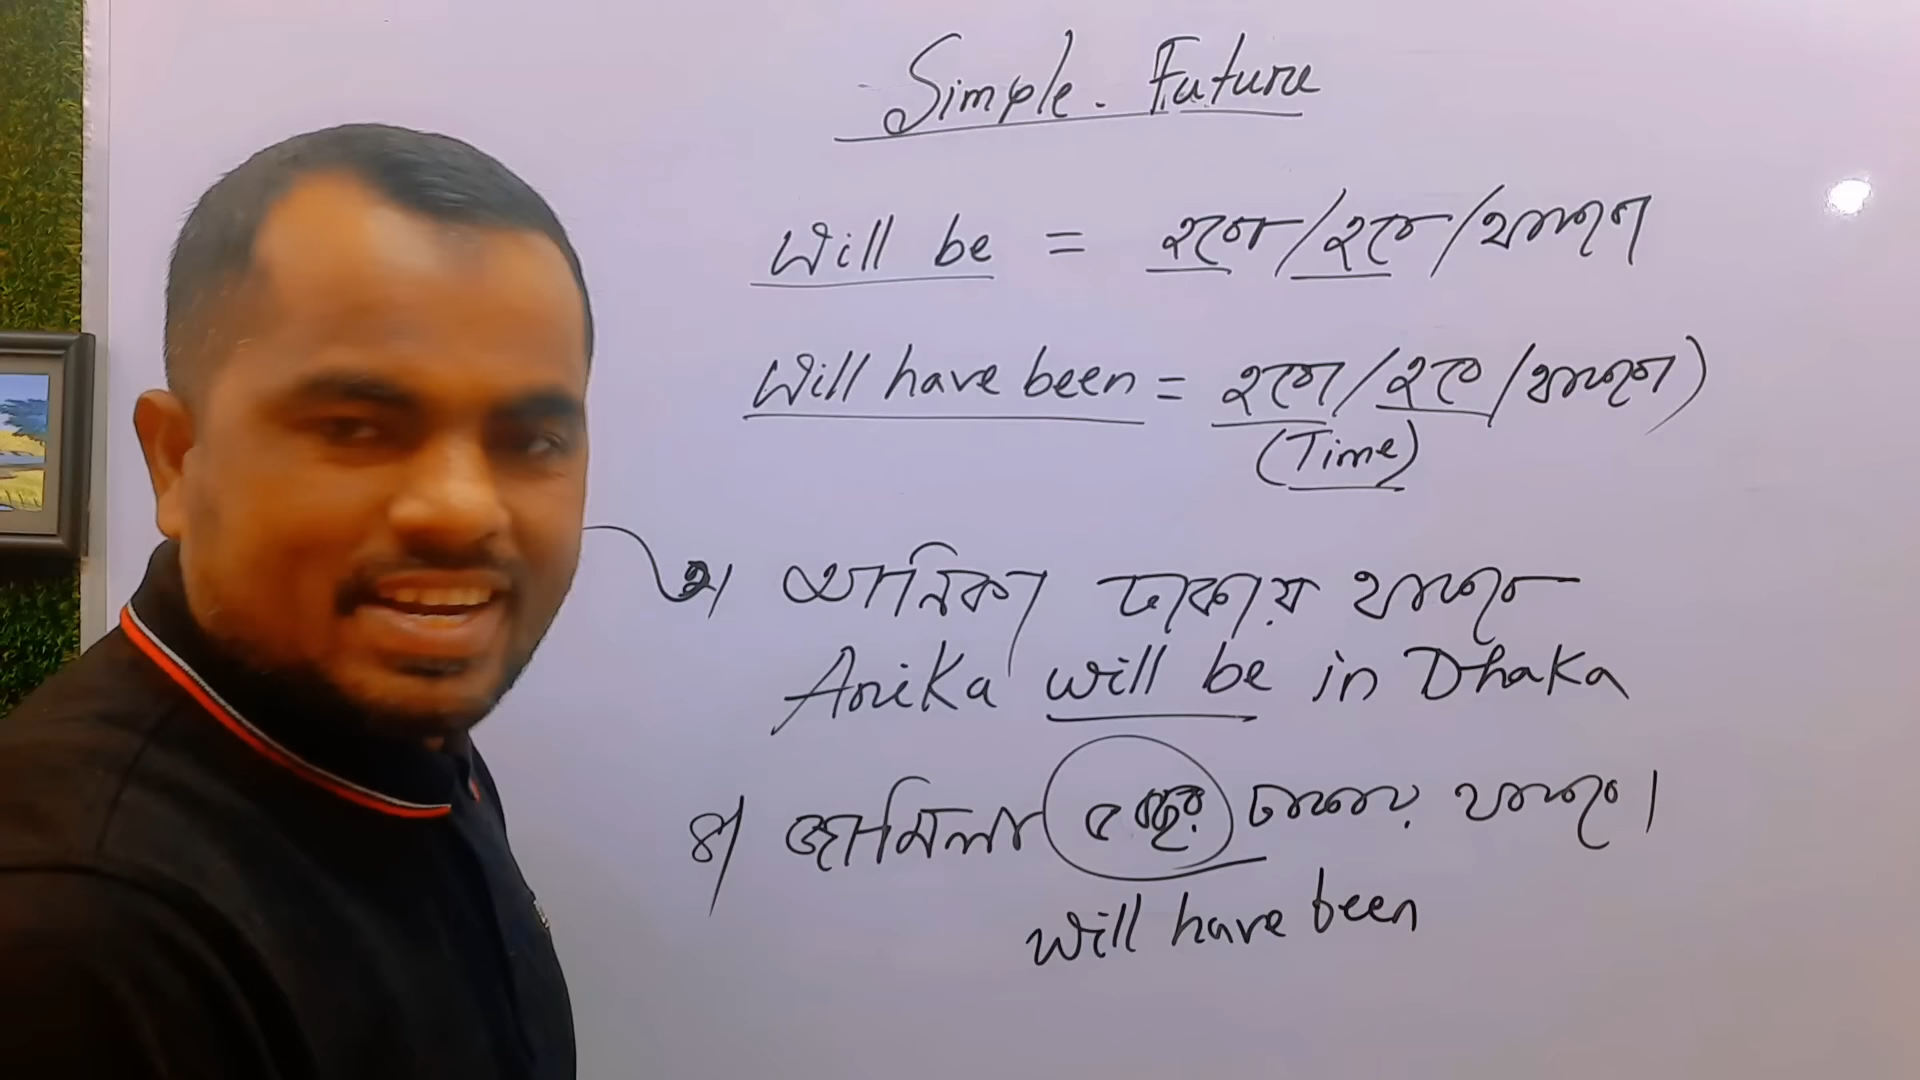 Simple. Future
Will be = হবে/হতে/থাকবে
Will have been = হবে/হতে/থাকবে)
(Time)
৩/ আনিকা ঢাকায় থাকবে
Anika will be in Dhaka
৪/ জামিলা ৫ বছর ঢাকায় থাকবে।
will have been